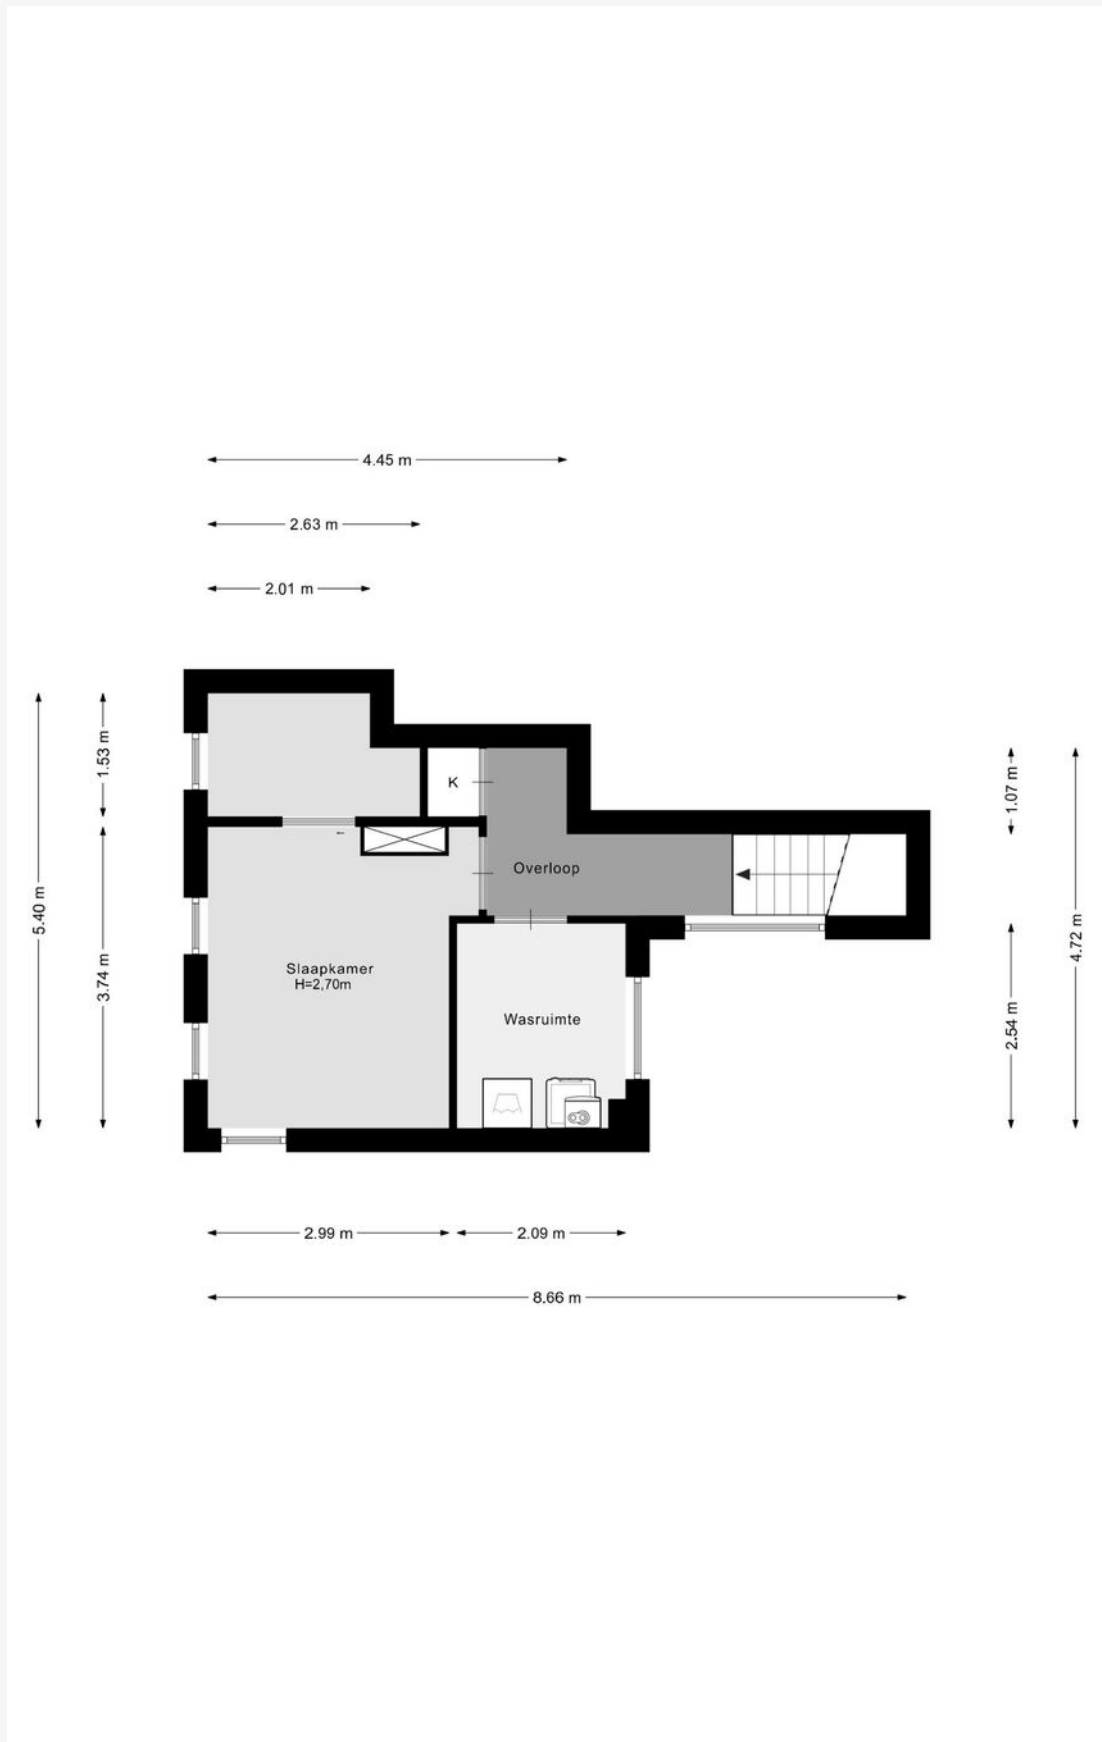 4.45 m
2.63 m
2.01 m
5.40 m
1.53 m
3.74 m
K
Overloop
Slaapkamer
H=2,70m
Wasruimte
1.07 m
2.54 m
4.72 m
2.99 m
2.09 m
8.66 m